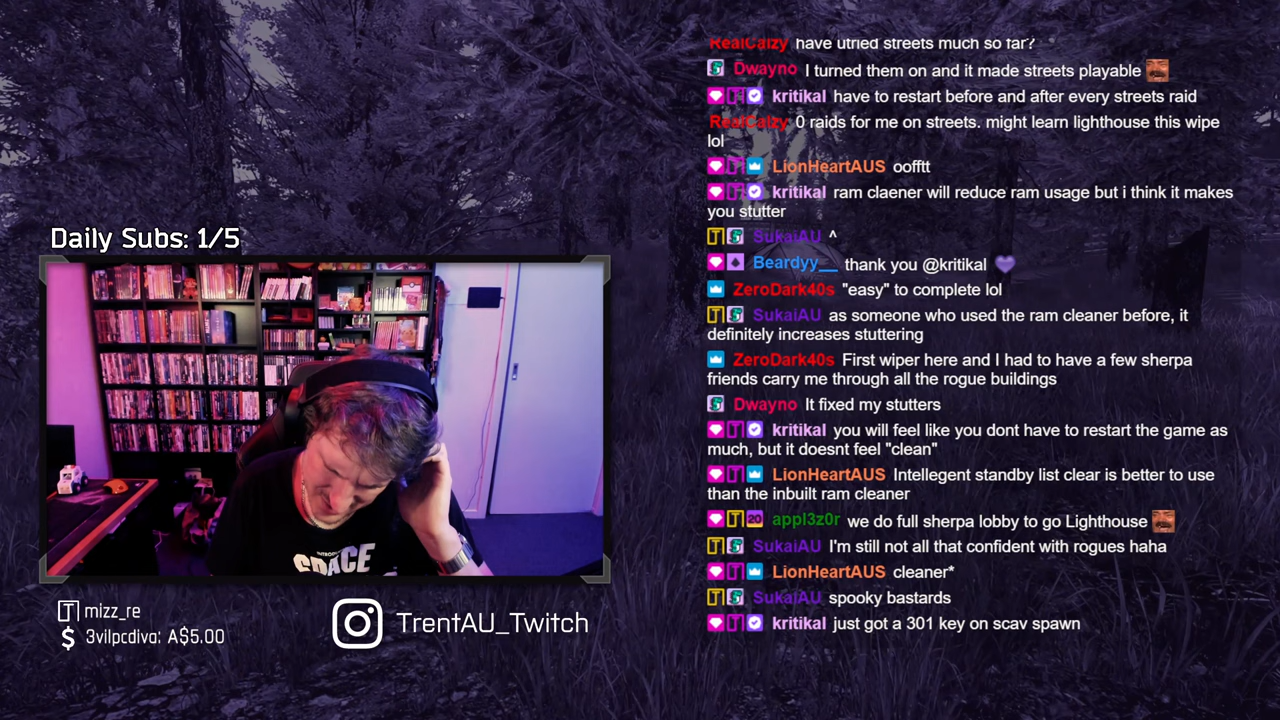 RealCalzy have utried streets much so far?
Dwayno I turned them on and it made streets playable
kritikal have to restart before and after every streets raid
RealCalzy 0 raids for me on streets. might learn lighthouse this wipe
lol
LionHeartAUS oofftt
kritikal ram claener will reduce ram usage but i think it makes
you stutter
SukaiAU ^
Beardyy__ thank you @kritikal
ZeroDark40s "easy" to complete lol
SukaiAU as someone who used the ram cleaner before, it
definitely increases stuttering
ZeroDark40s First wiper here and I had to have a few sherpa
friends carry me through all the rogue buildings
Dwayno It fixed my stutters
kritikal you will feel like you dont have to restart the game as
much, but it doesnt feel "clean"
LionHeartAUS Intellegent standby list clear is better to use
than the inbuilt ram cleaner
20 appl3z0r we do full sherpa lobby to go Lighthouse
SukaiAU I'm still not all that confident with rogues haha
LionHeartAUS cleaner*
SukaiAU spooky bastards
kritikal just got a 301 key on scav spawn
Daily Subs: 1/5
SPACE
T mizz_re
$ 3vilpcdiva: A$5.00
TrentAU_Twitch